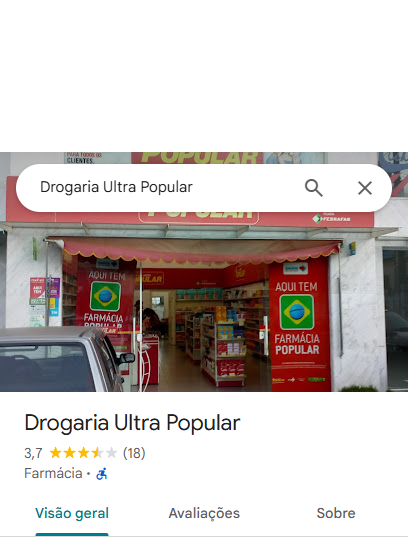 PARA TODOS OS
CLIENTES.
POPULAR
Drogaria Ultra Popular
POPULAR
FEBRAFAR
AQUI TEM
FARMÁCIA
POPULAR
AQUI TEM
FARMÁCIA
POPULAR
Drogaria Ultra Popular
3,7 (18)
Farmácia ·
Visão geral
Avaliações
Sobre